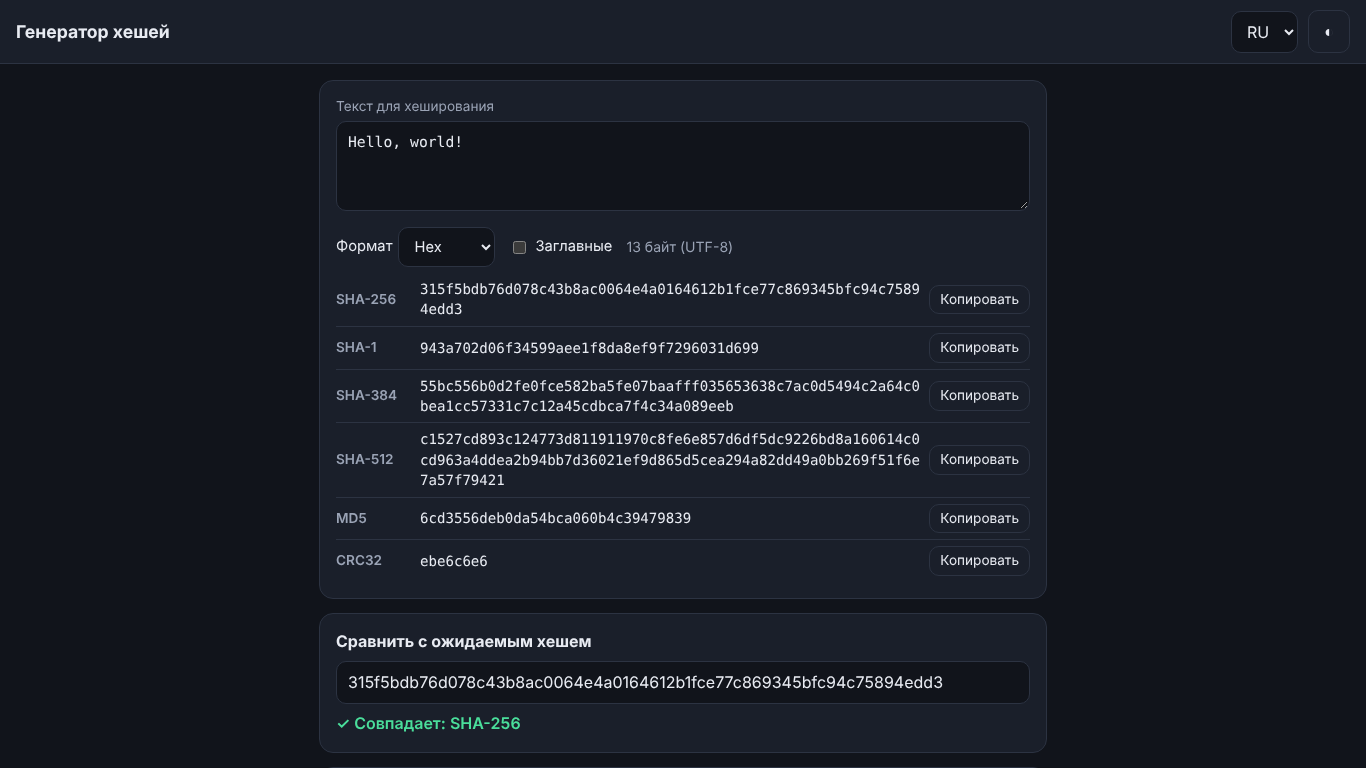 Генератор хешей
RU
Текст для хеширования
Hello, world!
Формат
Hex
Заглавные
13 байт (UTF-8)
SHA-256
315f5bdb76d078c43b8ac0064e4a0164612b1fce77c869345bfc94c7589
4edd3
Копировать
SHA-1
943a702d06f34599aee1f8da8ef9f7296031d699
Копировать
SHA-384
55bc556b0d2fe0fce582ba5fe07baafff035653638c7ac0d5494c2a64c0
bea1cc57331c7c12a45cdbca7f4c34a089eeb
Копировать
SHA-512
c1527cd893c124773d811911970c8fe6e857d6df5dc9226bd8a160614c0
cd963a4ddea2b94bb7d36021ef9d865d5cea294a82dd49a0bb269f51f6e
7a57f79421
Копировать
MD5
6cd3556deb0da54bca060b4c39479839
Копировать
CRC32
ebe6c6e6
Копировать
Сравнить с ожидаемым хешем
315f5bdb76d078c43b8ac0064e4a0164612b1fce77c869345bfc94c75894edd3
✓ Совпадает: SHA-256